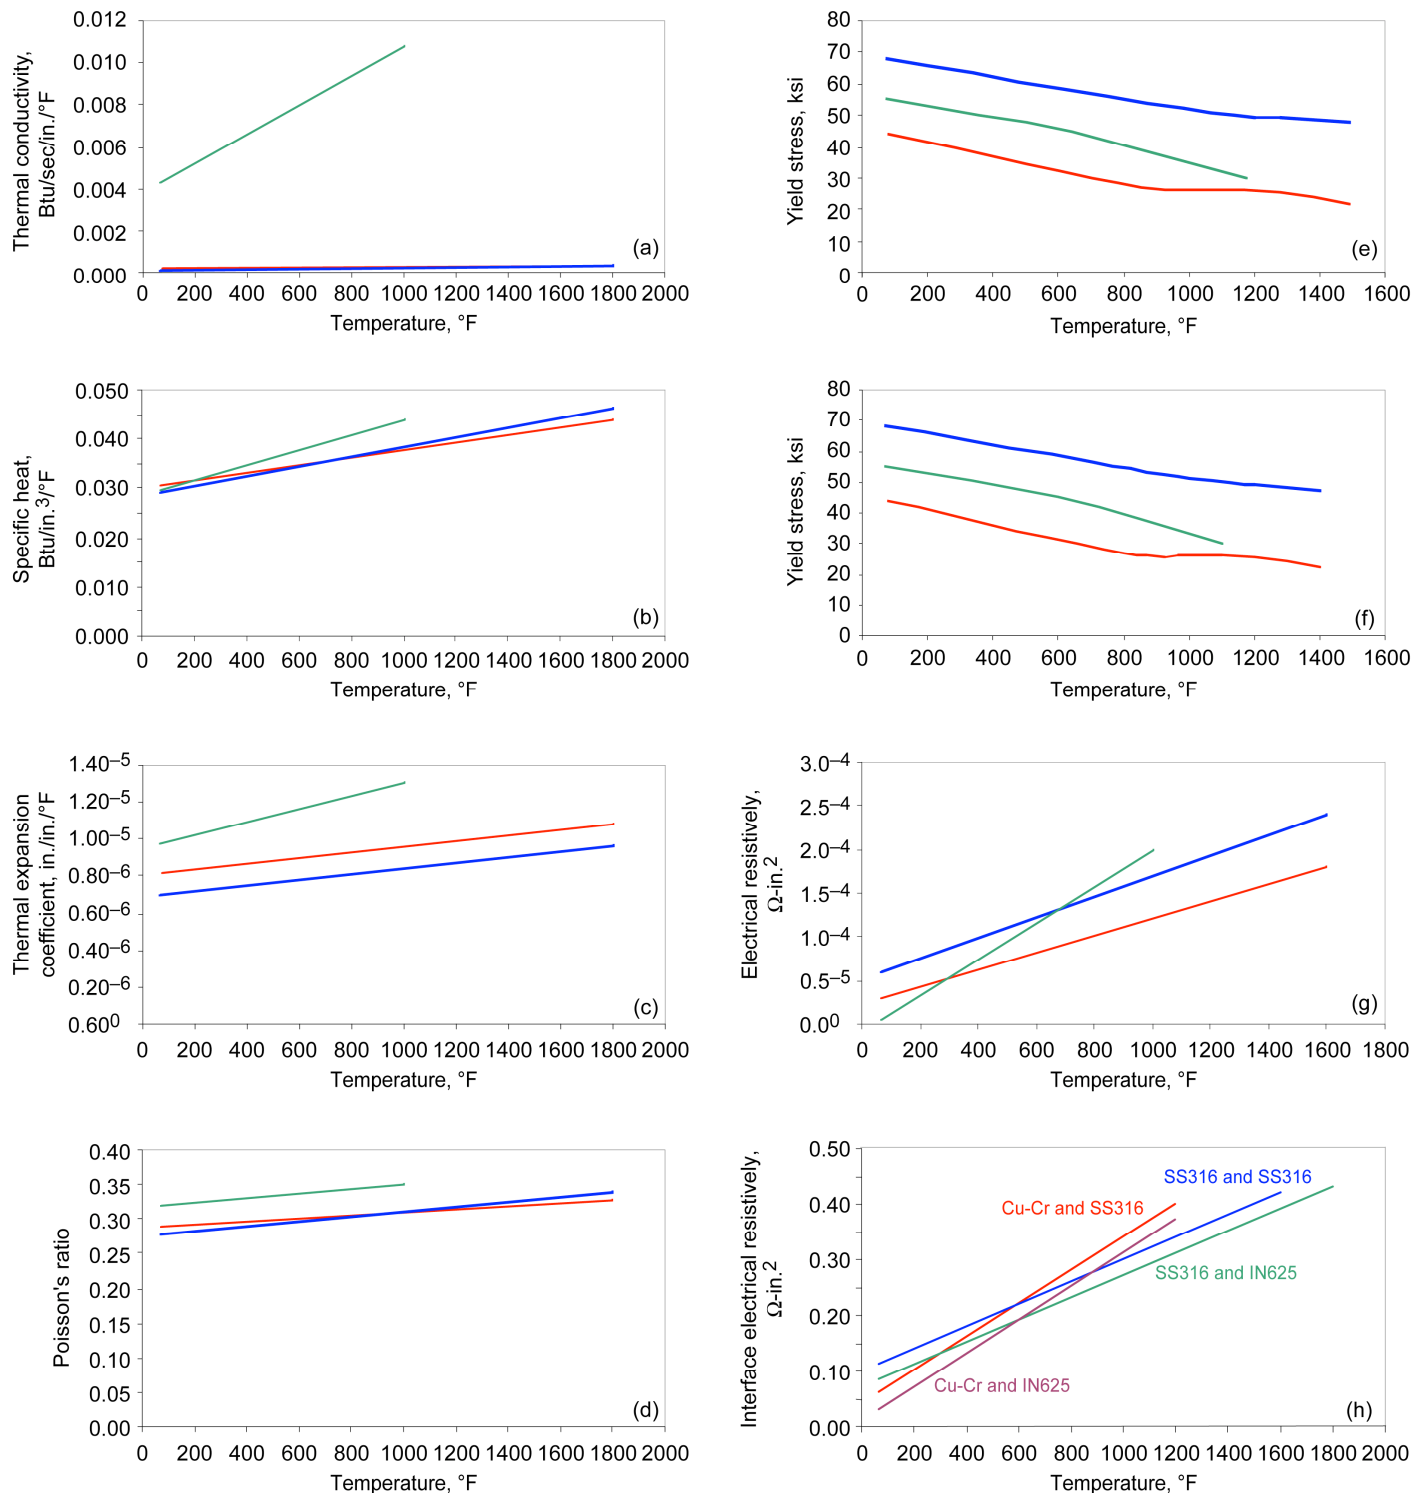 Thermal conductivity,
Btu/sec/in./°F
0.012
0.010
0.008
0.006
0.004
0.002
0.000
(a)
0 200 400 600 800 1000 1200 1400 1600 1800 2000
Temperature, °F
Yield stress, ksi
80
70
60
50
40
30
20
10
0
(e)
0 200 400 600 800 1000 1200 1400 1600
Temperature, °F
Specific heat,
Btu/in.3/°F
0.050
0.040
0.030
0.020
0.010
0.000
(b)
0 200 400 600 800 1000 1200 1400 1600 1800 2000
Temperature, °F
Yield stress, ksi
80
70
60
50
40
30
20
10
0
(f)
0 200 400 600 800 1000 1200 1400 1600
Temperature, °F
Thermal expansion
coefficient, in./in./°F
1.40–5
1.20–5
1.00–5
0.80–6
0.60–6
0.40–6
0.20–6
0.600
(c)
0 200 400 600 800 1000 1200 1400 1600 1800 2000
Temperature, °F
Electrical resistively,
Ω-in.2
3.0–4
2.5–4
2.0–4
1.5–4
1.0–4
0.5–5
0.00
(g)
0 200 400 600 800 1000 1200 1400 1600 1800
Temperature, °F
Poisson's ratio
0.40
0.35
0.30
0.25
0.20
0.15
0.10
0.05
0.00
(d)
0 200 400 600 800 1000 1200 1400 1600 1800 2000
Temperature, °F
Interface electrical resistively,
Ω-in.2
0.50
0.40
0.30
0.20
0.10
0.00
SS316 and SS316
Cu-Cr and SS316
SS316 and IN625
Cu-Cr and IN625
(h)
0 200 400 600 800 1000 1200 1400 1600 1800 2000
Temperature, °F